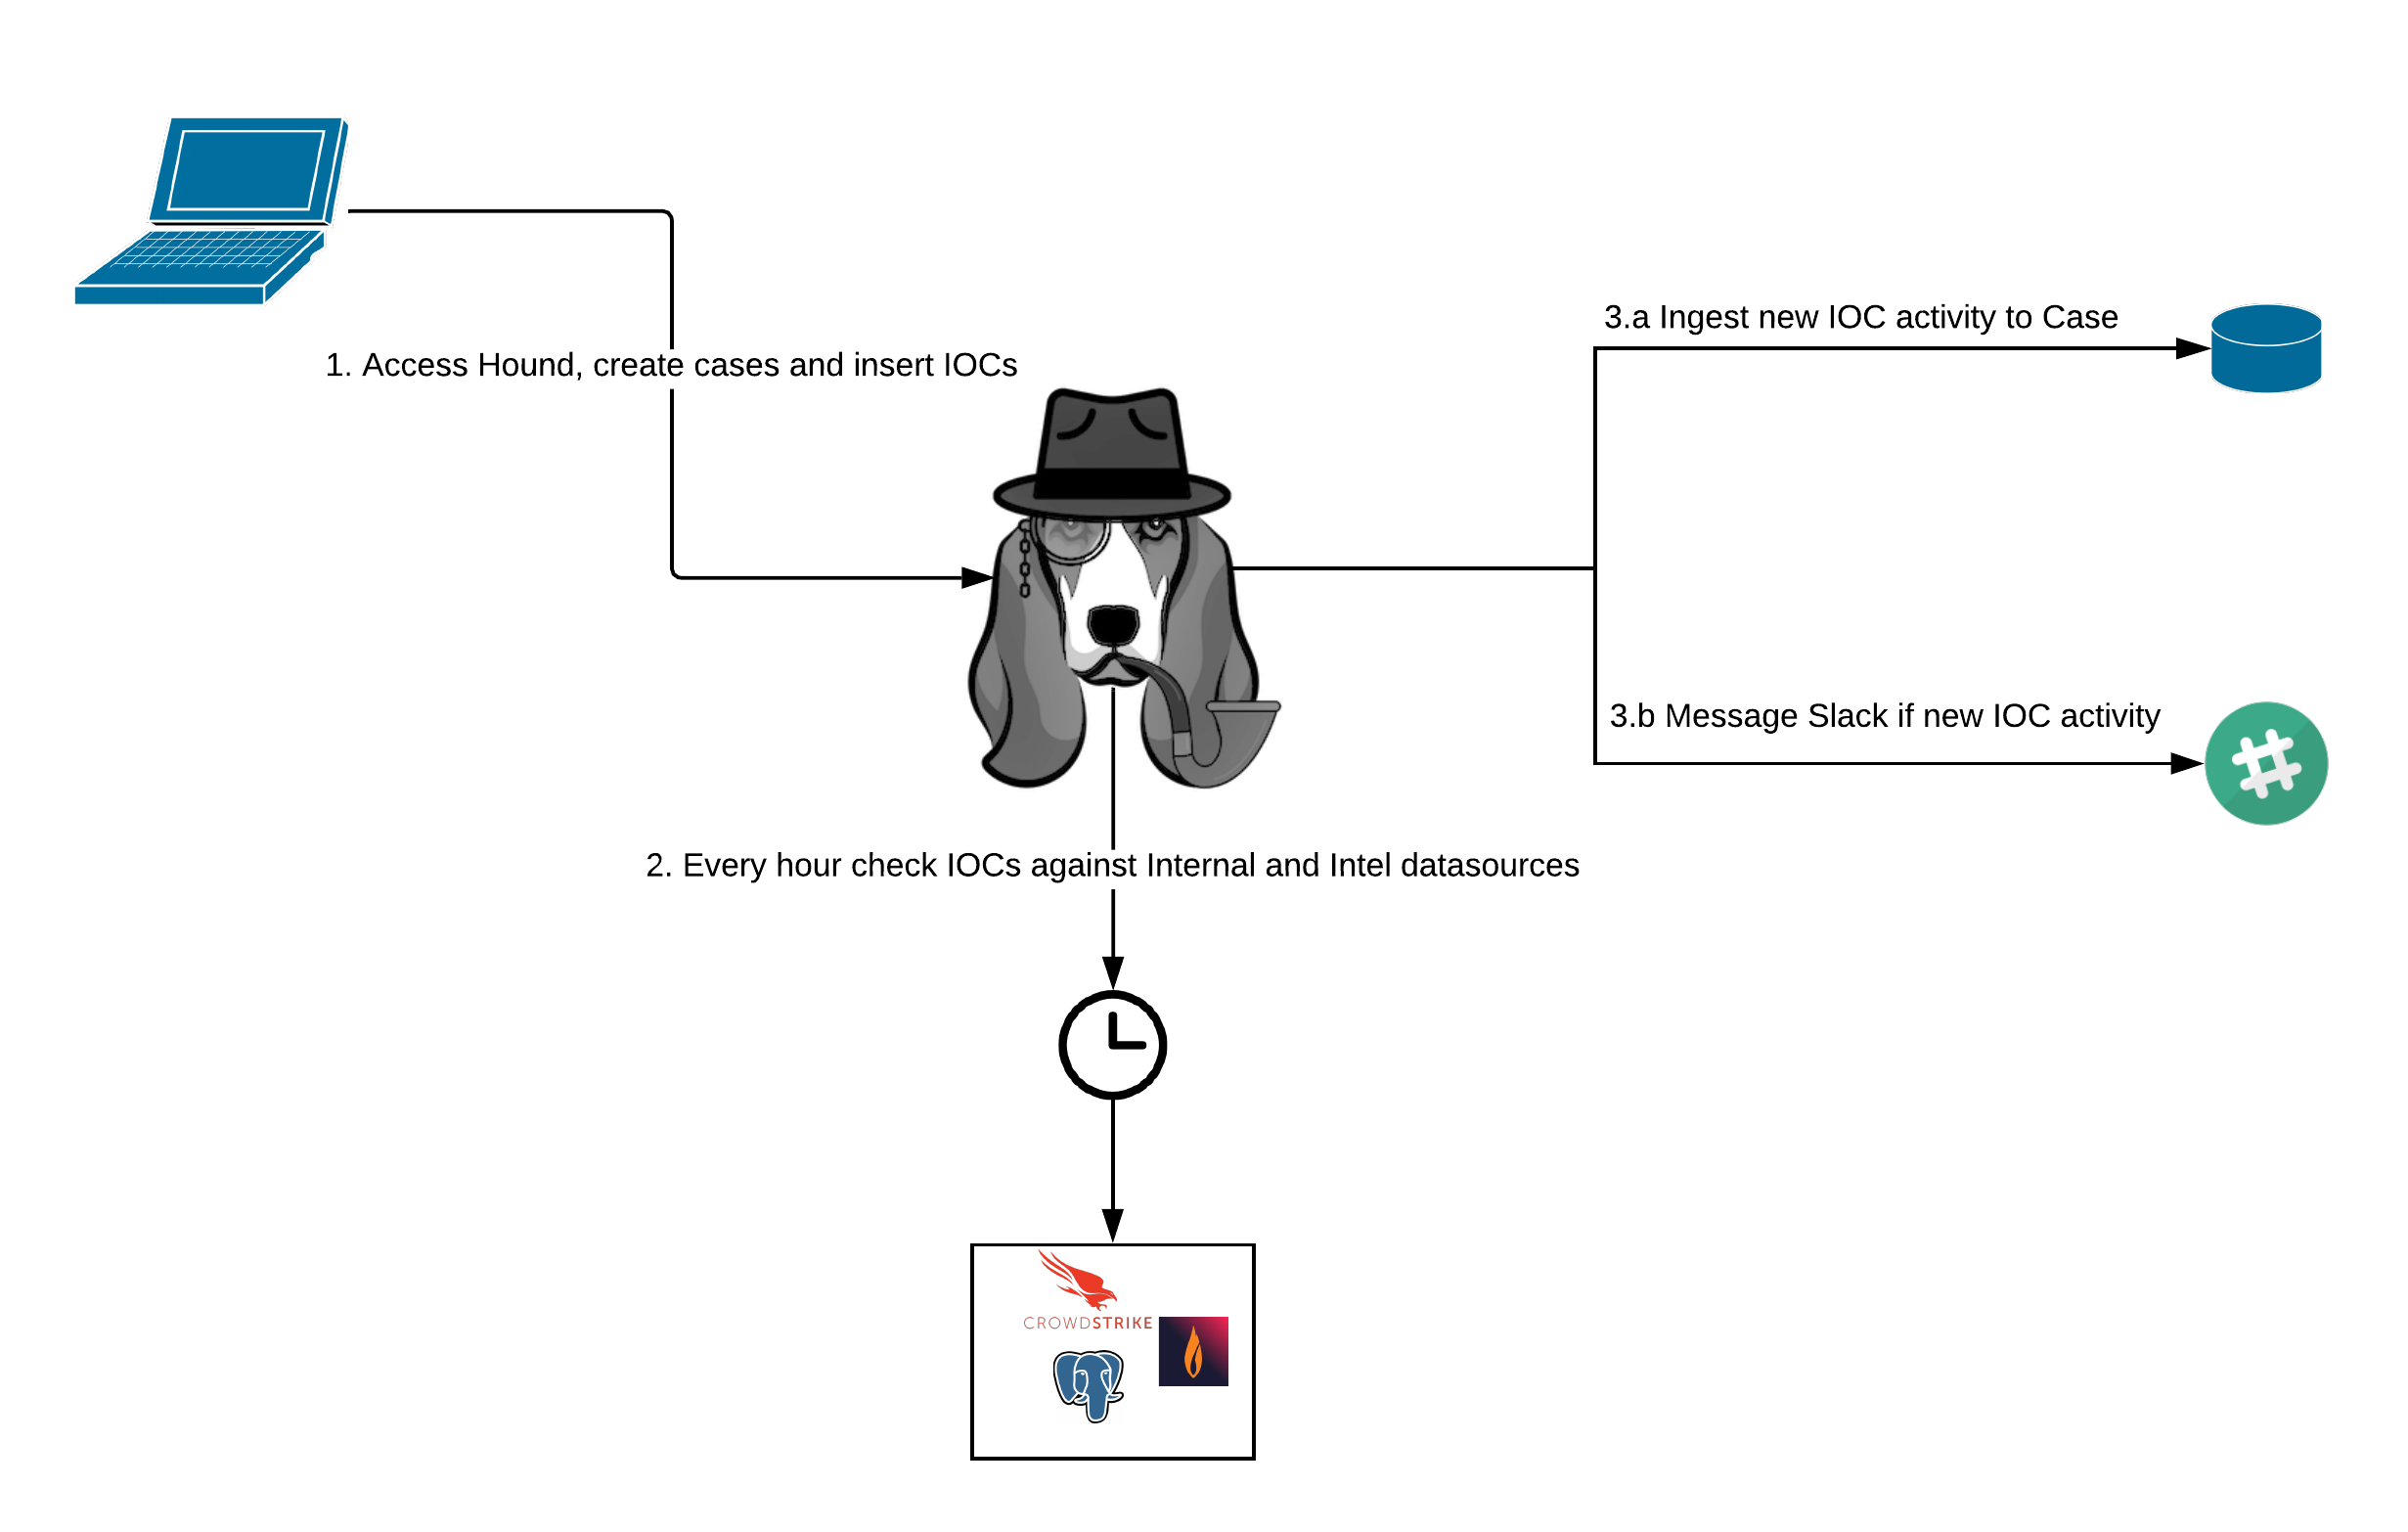 1. Access Hound, create cases and insert IOCs
3.a Ingest new IOC activity to Case
3.b Message Slack if new IOC activity
2. Every hour check IOCs against Internal and Intel datasources
CROWDSTRIKE